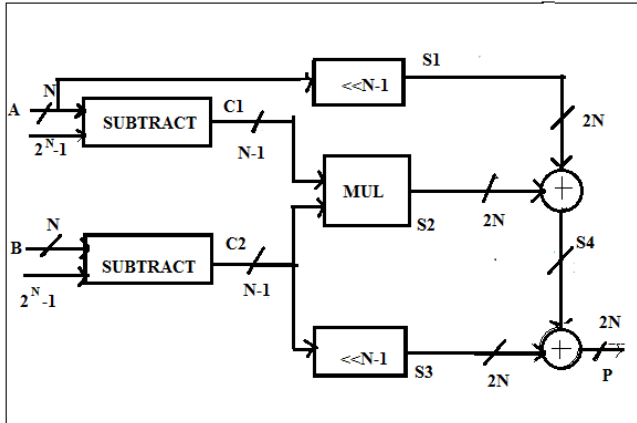 S1
<<N-1
N
A
C1
SUBTRACT
2N
2^N-1
N-1
MUL
+
2N
S2
N
B
C2
S4
SUBTRACT
2^N-1
N-1
2N
<<N-1
+
S3
2N
P